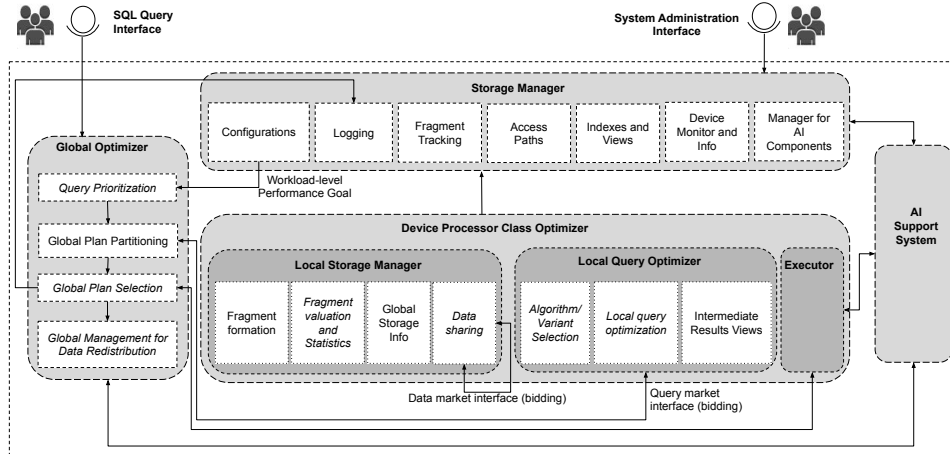 SQL Query
Interface
System Administration
Interface
Storage Manager
Configurations
Logging
Fragment
Tracking
Access
Paths
Indexes and
Views
Device
Monitor and
Info
Manager for
AI
Components
Global Optimizer
Query Prioritization
Global Plan Partitioning
Global Plan Selection
Global Management for
Data Redistribution
Workload-level
Performance Goal
Device Processor Class Optimizer
Local Storage Manager
Fragment
formation
Fragment
valuation
and
Statistics
Global
Storage
Info
Data
sharing
Local Query Optimizer
Algorithm/
Variant
Selection
Local query
optimization
Intermediate
Results Views
Executor
AI
Support
System
Data market interface (bidding)
Query market
interface (bidding)